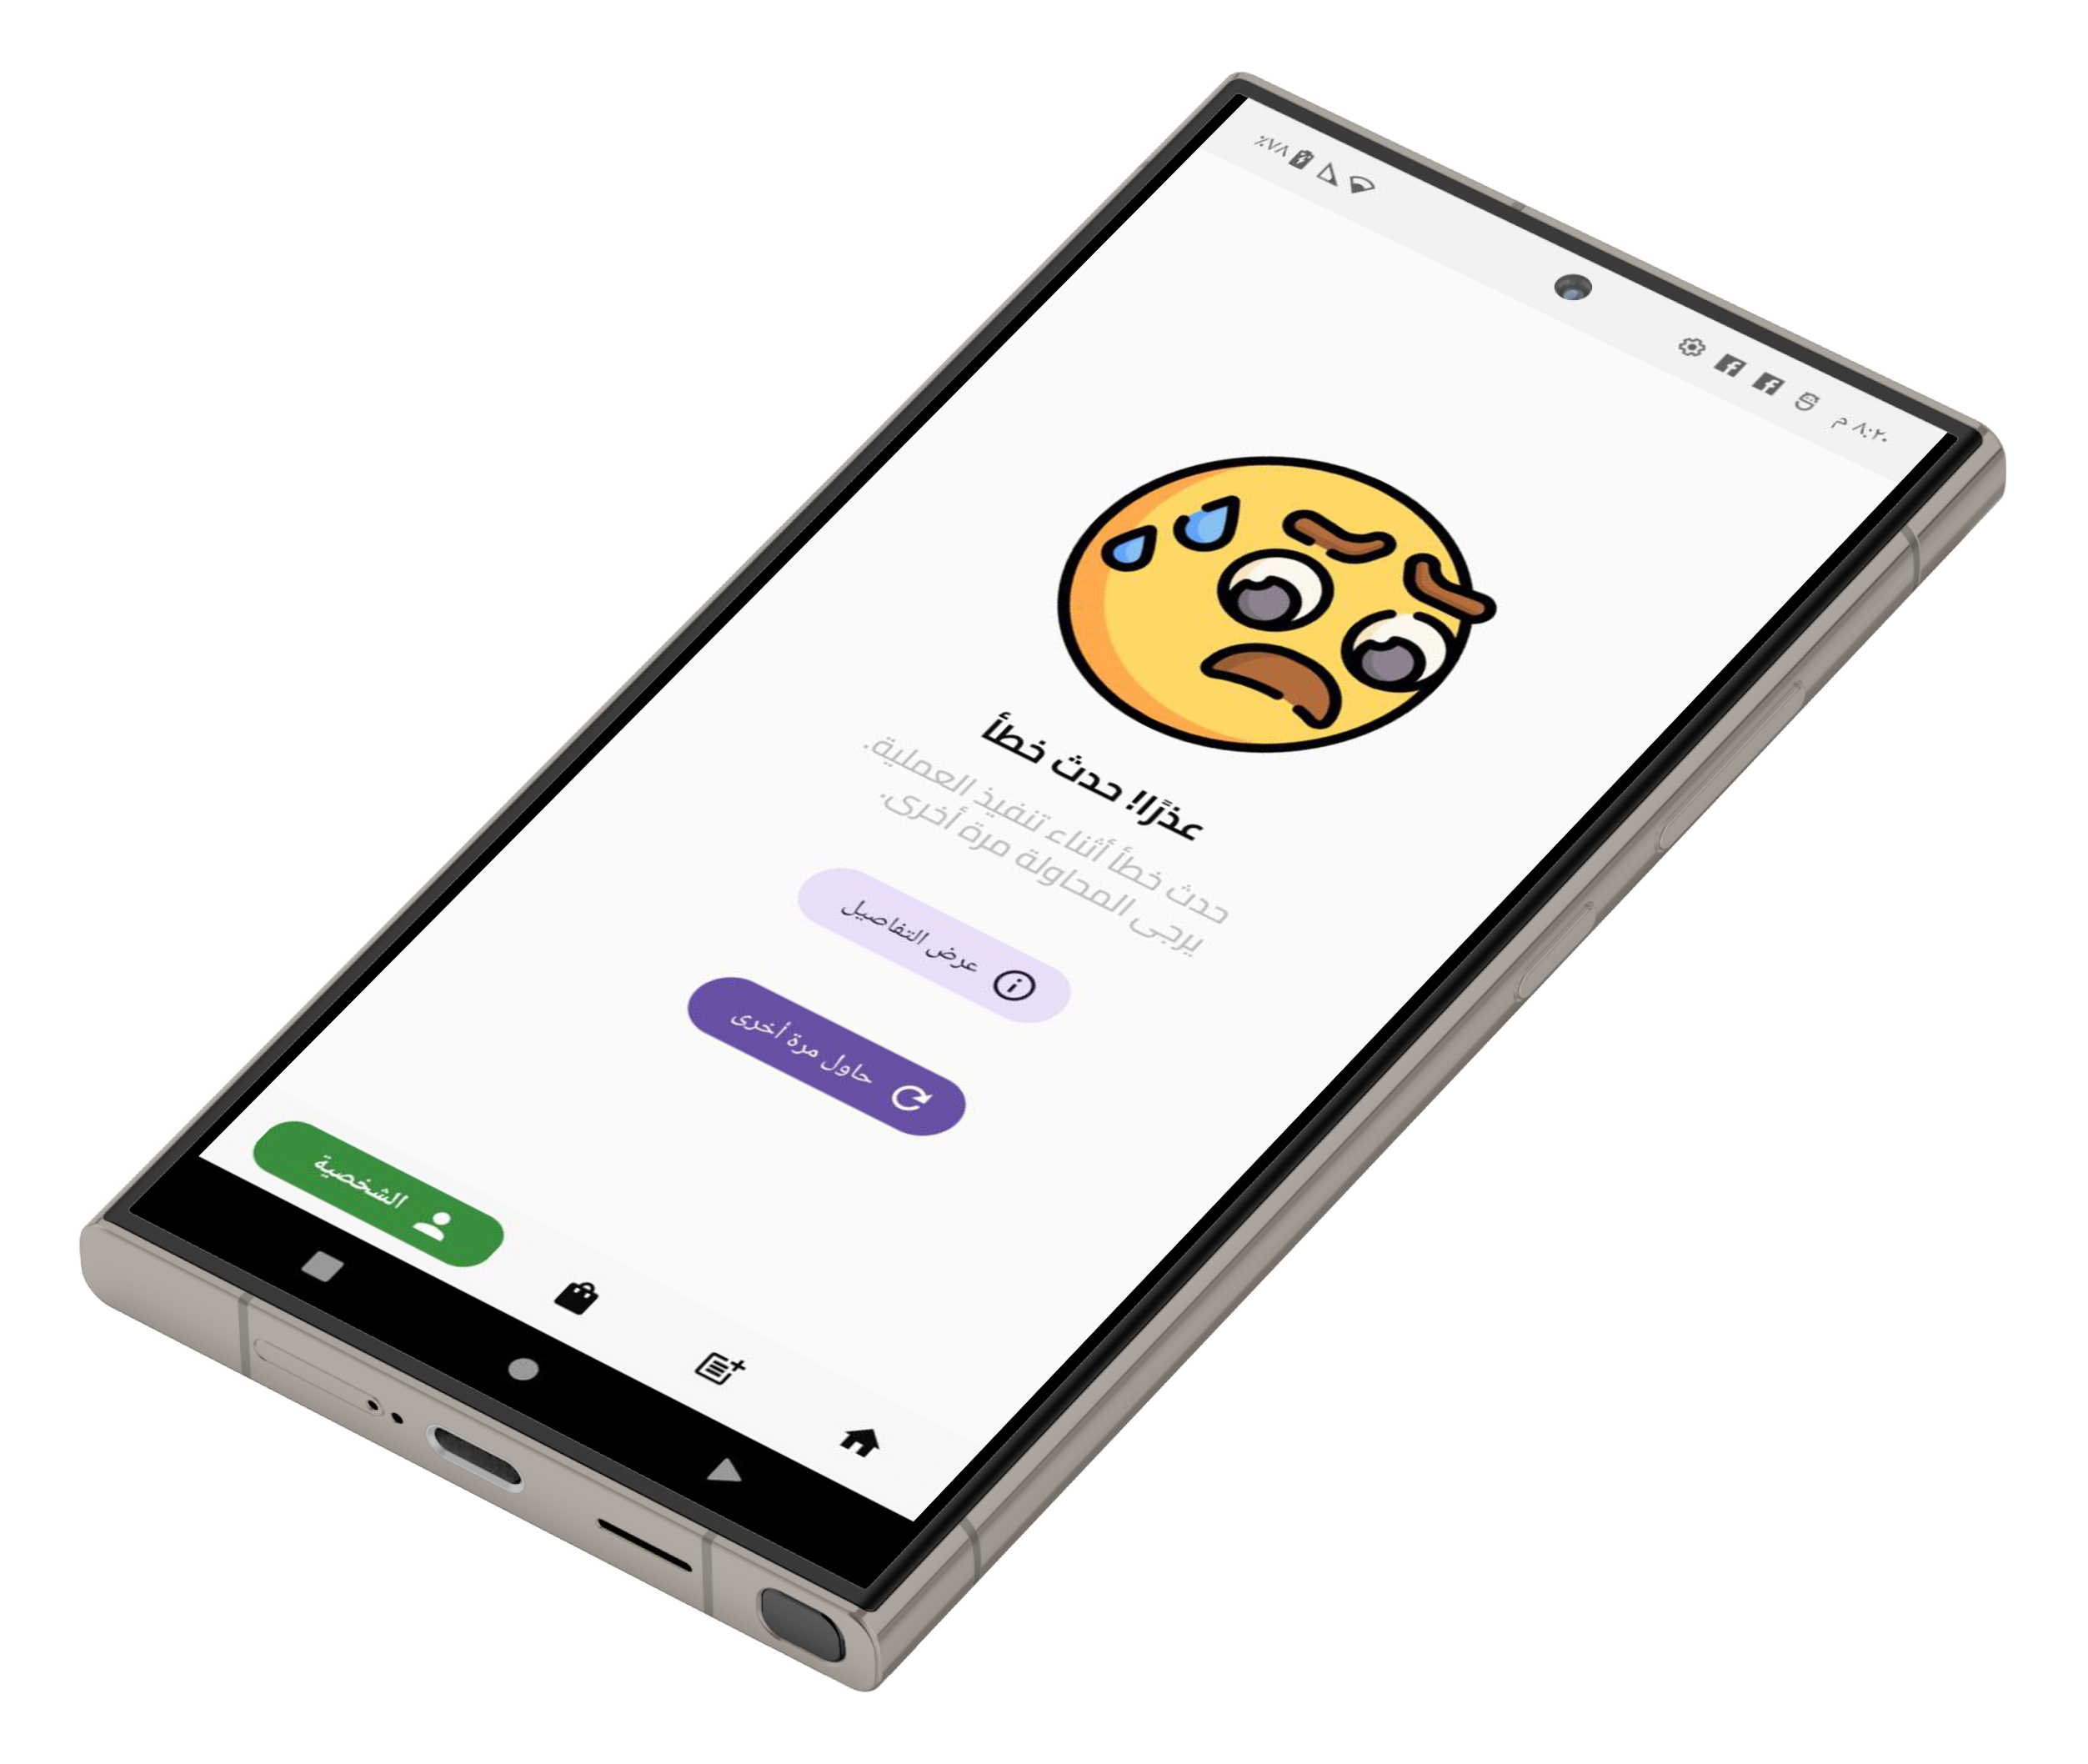 ٨:٢٠ م
٧٨٪
عذرًا! حدث خطأ
حدث خطأ أثناء تنفيذ العملية.
يرجى المحاولة مرة أخرى.
عرض التفاصيل
حاول مرة أخرى
الشخصية